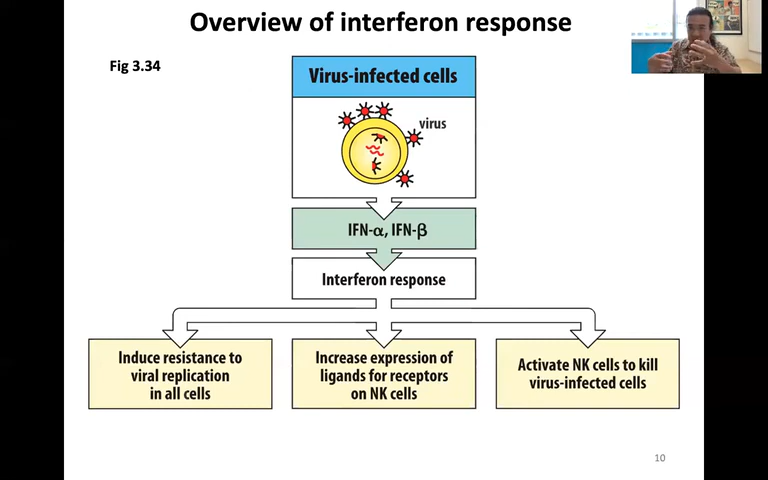 Overview of interferon response
Fig 3.34
Virus-infected cells
virus
IFN-α, IFN-β
Interferon response
Induce resistance to
viral replication
in all cells
Increase expression of
ligands for receptors
on NK cells
Activate NK cells to kill
virus-infected cells
10